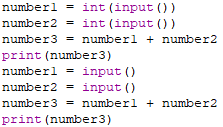 number1 = int(input())
number2 = int(input())
number3 = number1 + number2
print(number3)
number1 = input()
number2 = input()
number3 = number1 + number2
print(number3)